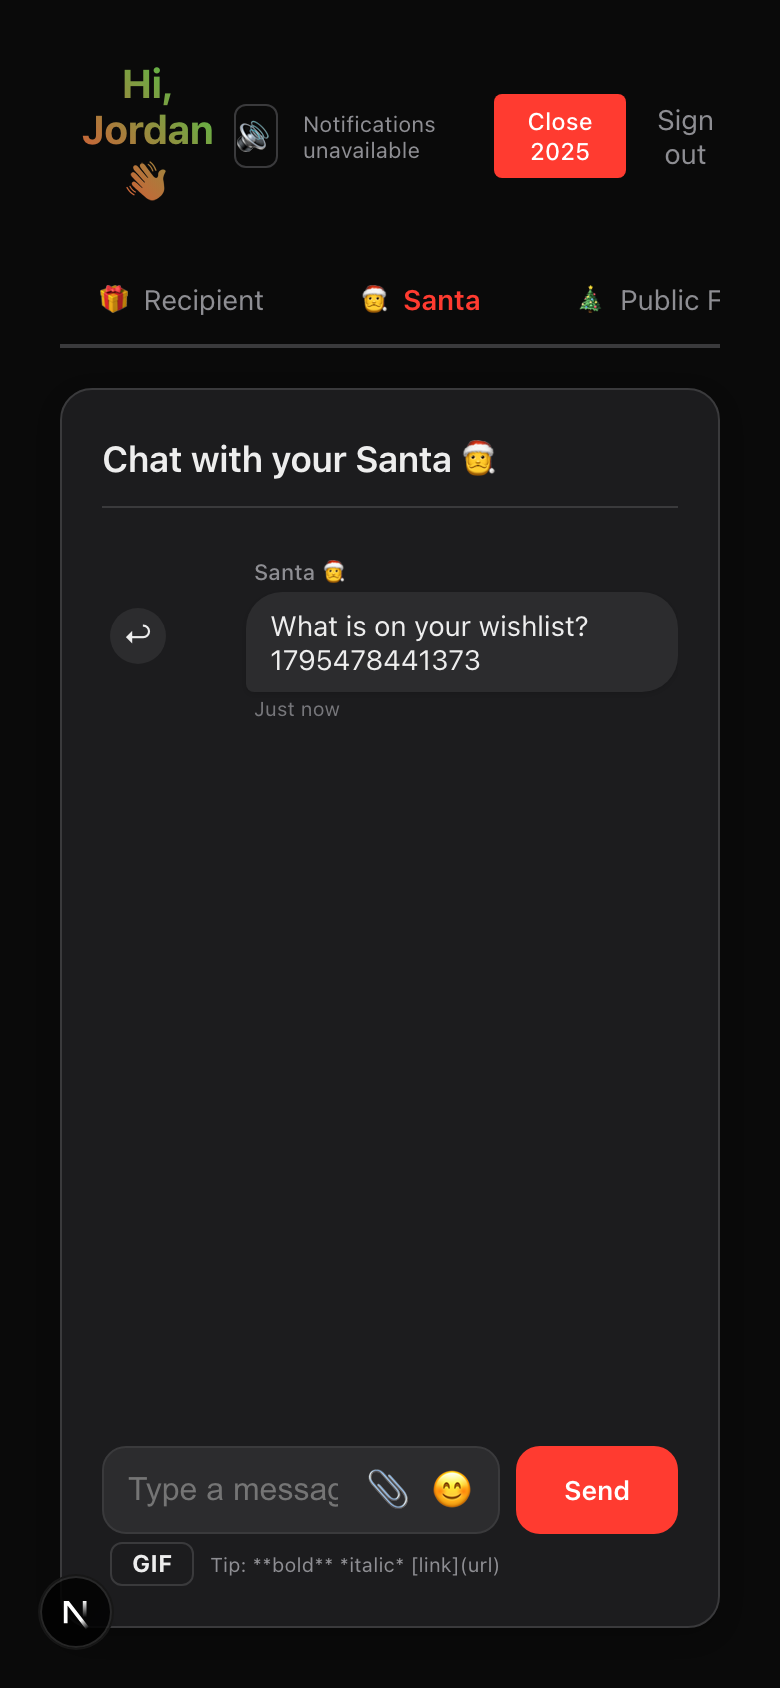 Hi,
Jordan
👋
🔊
Notifications
unavailable
Close
2025
Sign
out
🎁 Recipient
🎅 Santa
🎄 Public F
Chat with your Santa 🎅
Santa 🎅
What is on your wishlist?
1795478441373
Just now
Type a messag
📎 😊
Send
GIF
Tip: **bold** *italic* [link](url)
N